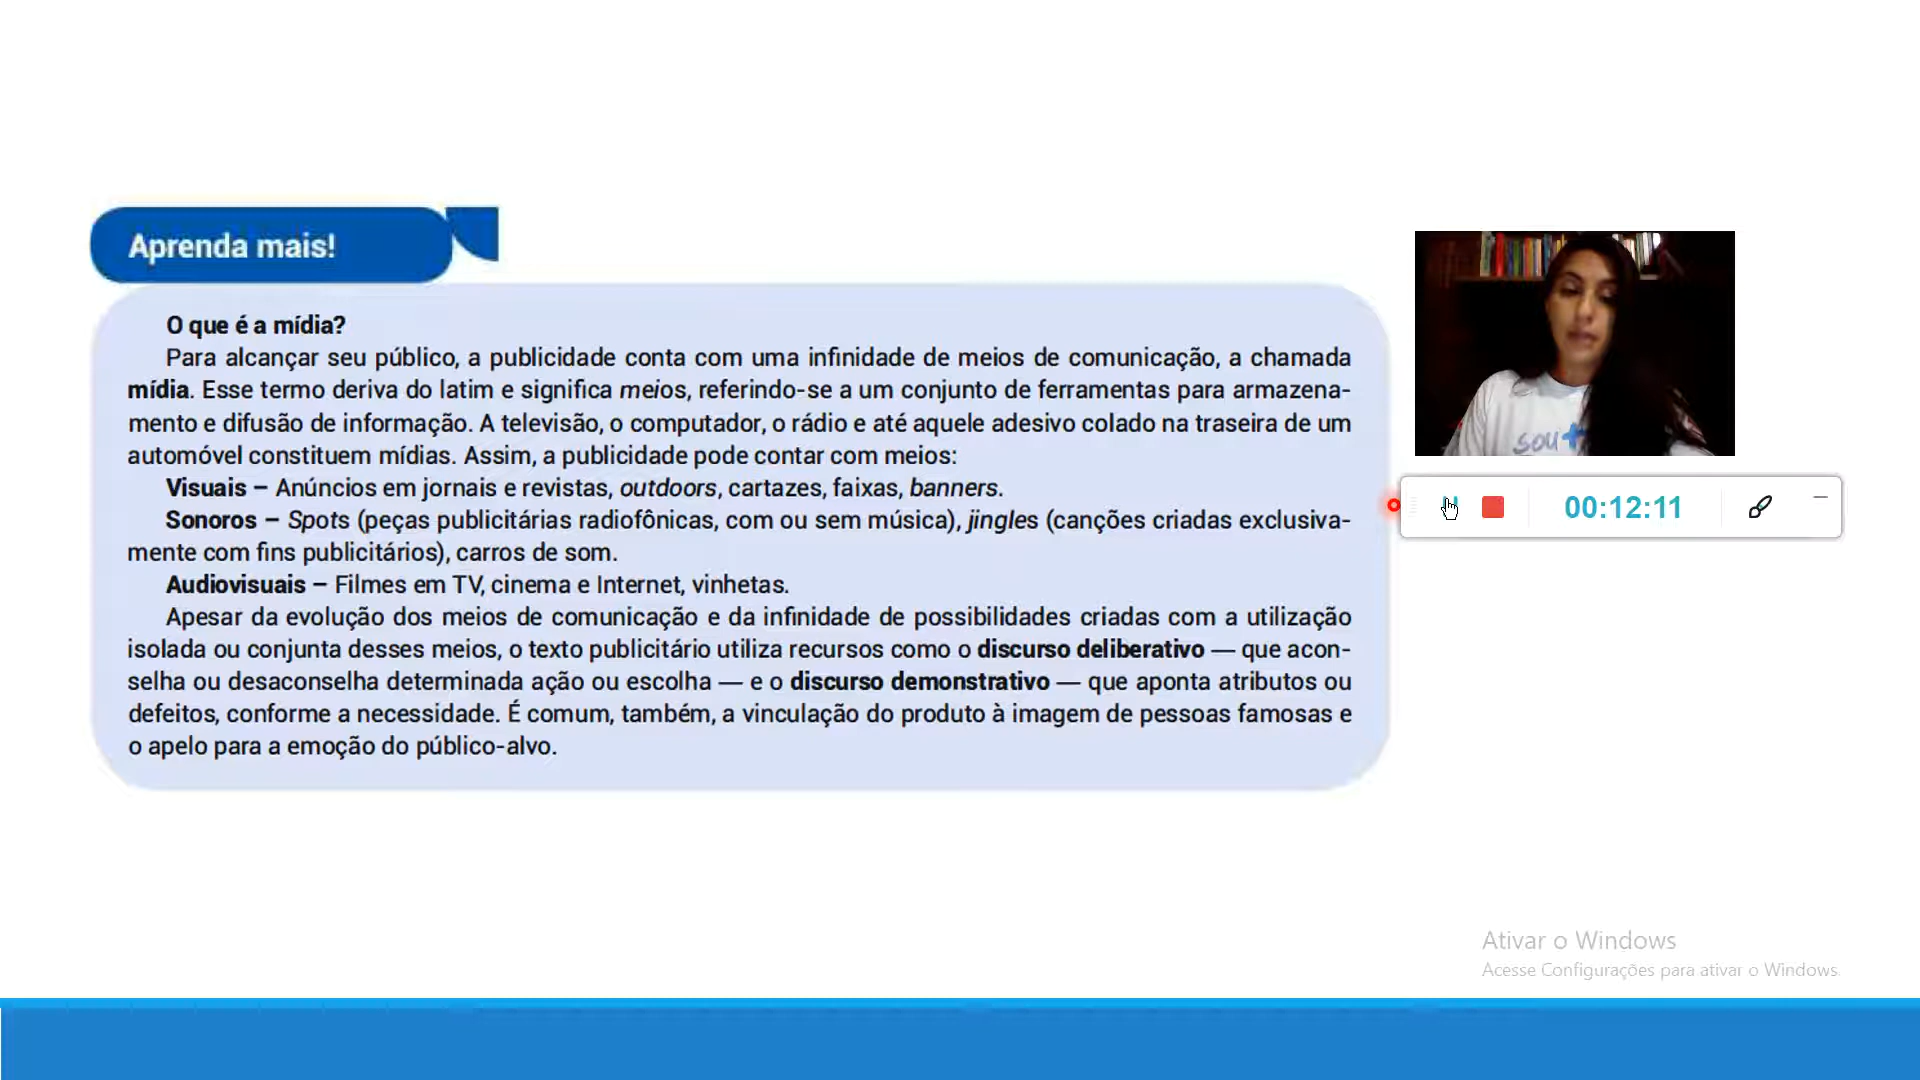 Aprenda mais!
O que é a mídia?
Para alcançar seu público, a publicidade conta com uma infinidade de meios de comunicação, a chamada
mídia. Esse termo deriva do latim e significa meios, referindo-se a um conjunto de ferramentas para armazena-
mento e difusão de informação. A televisão, o computador, o rádio e até aquele adesivo colado na traseira de um
automóvel constituem mídias. Assim, a publicidade pode contar com meios:
Visuais – Anúncios em jornais e revistas, outdoors, cartazes, faixas, banners.
Sonoros – Spots (peças publicitárias radiofônicas, com ou sem música), jingles (canções criadas exclusiva-
mente com fins publicitários), carros de som.
Audiovisuais – Filmes em TV, cinema e Internet, vinhetas.
Apesar da evolução dos meios de comunicação e da infinidade de possibilidades criadas com a utilização
isolada ou conjunta desses meios, o texto publicitário utiliza recursos como o discurso deliberativo — que acon-
selha ou desaconselha determinada ação ou escolha — e o discurso demonstrativo — que aponta atributos ou
defeitos, conforme a necessidade. É comum, também, a vinculação do produto à imagem de pessoas famosas e
o apelo para a emoção do público-alvo.
sou+
00:12:11
Ativar o Windows
Acesse Configurações para ativar o Windows.